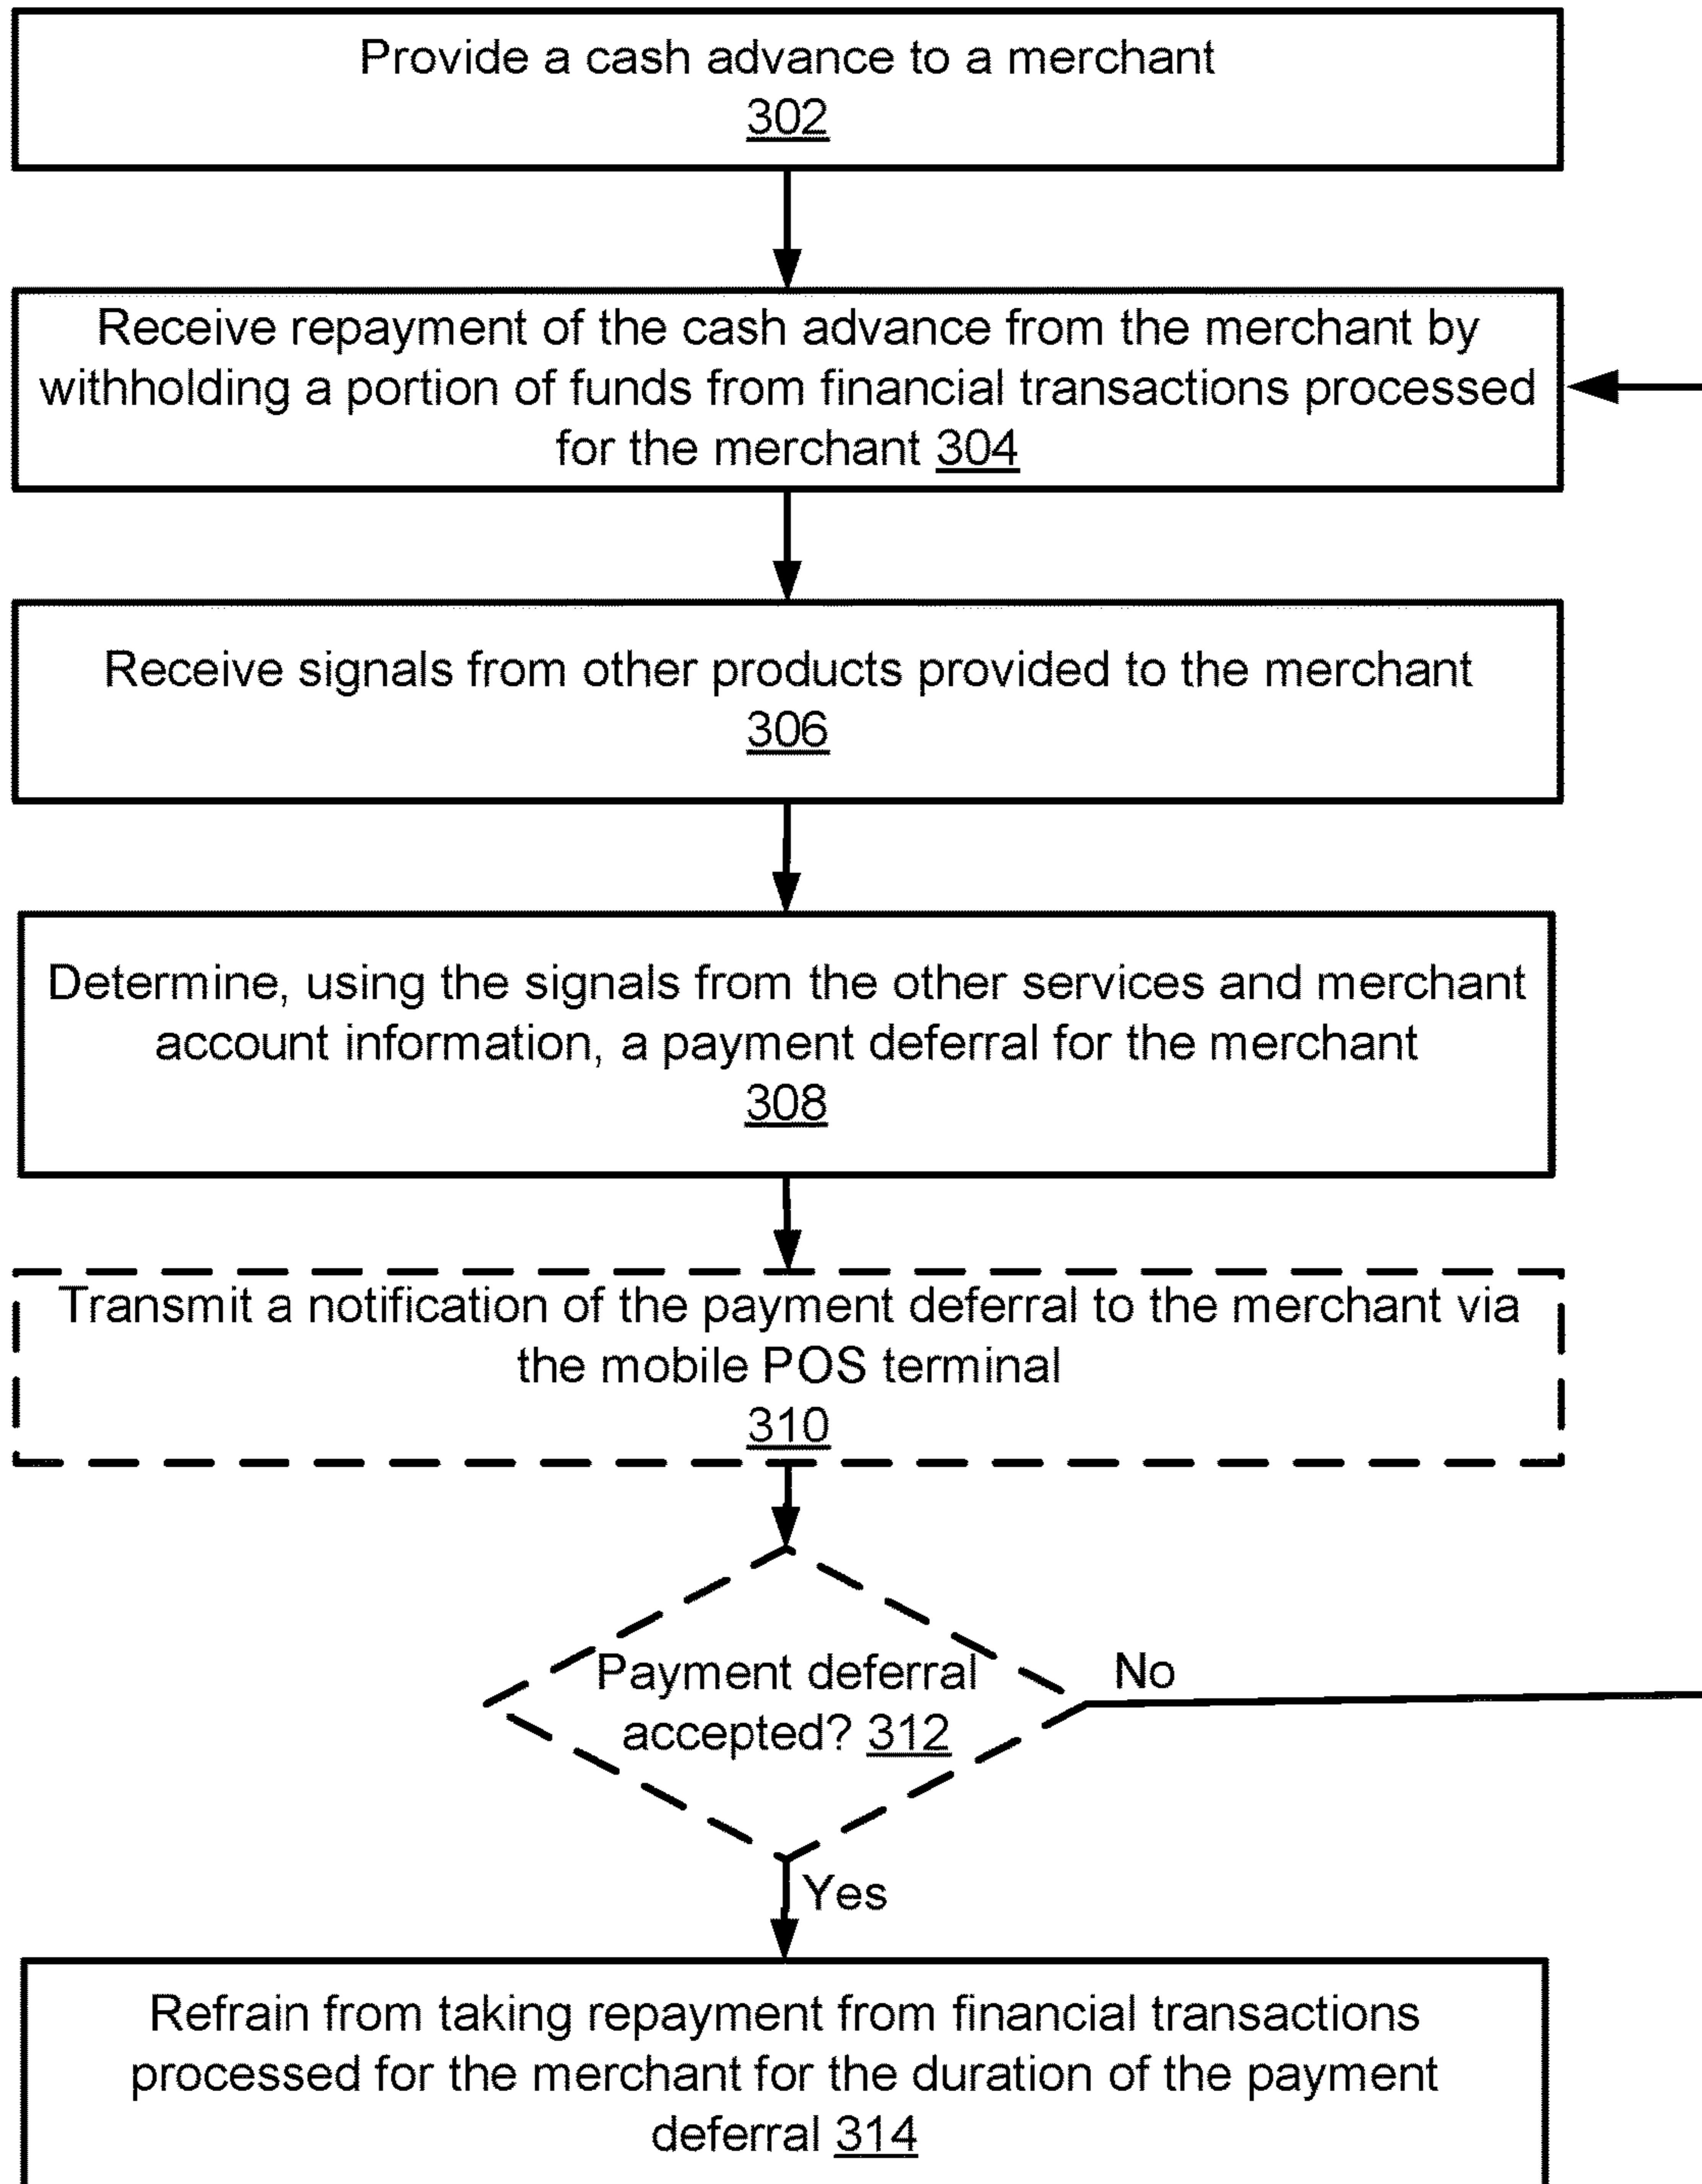 Provide a cash advance to a merchant
302
Receive repayment of the cash advance from the merchant by
withholding a portion of funds from financial transactions processed
for the merchant 304
Receive signals from other products provided to the merchant
306
Determine, using the signals from the other services and merchant
account information, a payment deferral for the merchant
308
Transmit a notification of the payment deferral to the merchant via
the mobile POS terminal
310
Payment deferral
accepted? 312
No
Yes
Refrain from taking repayment from financial transactions
processed for the merchant for the duration of the payment
deferral 314